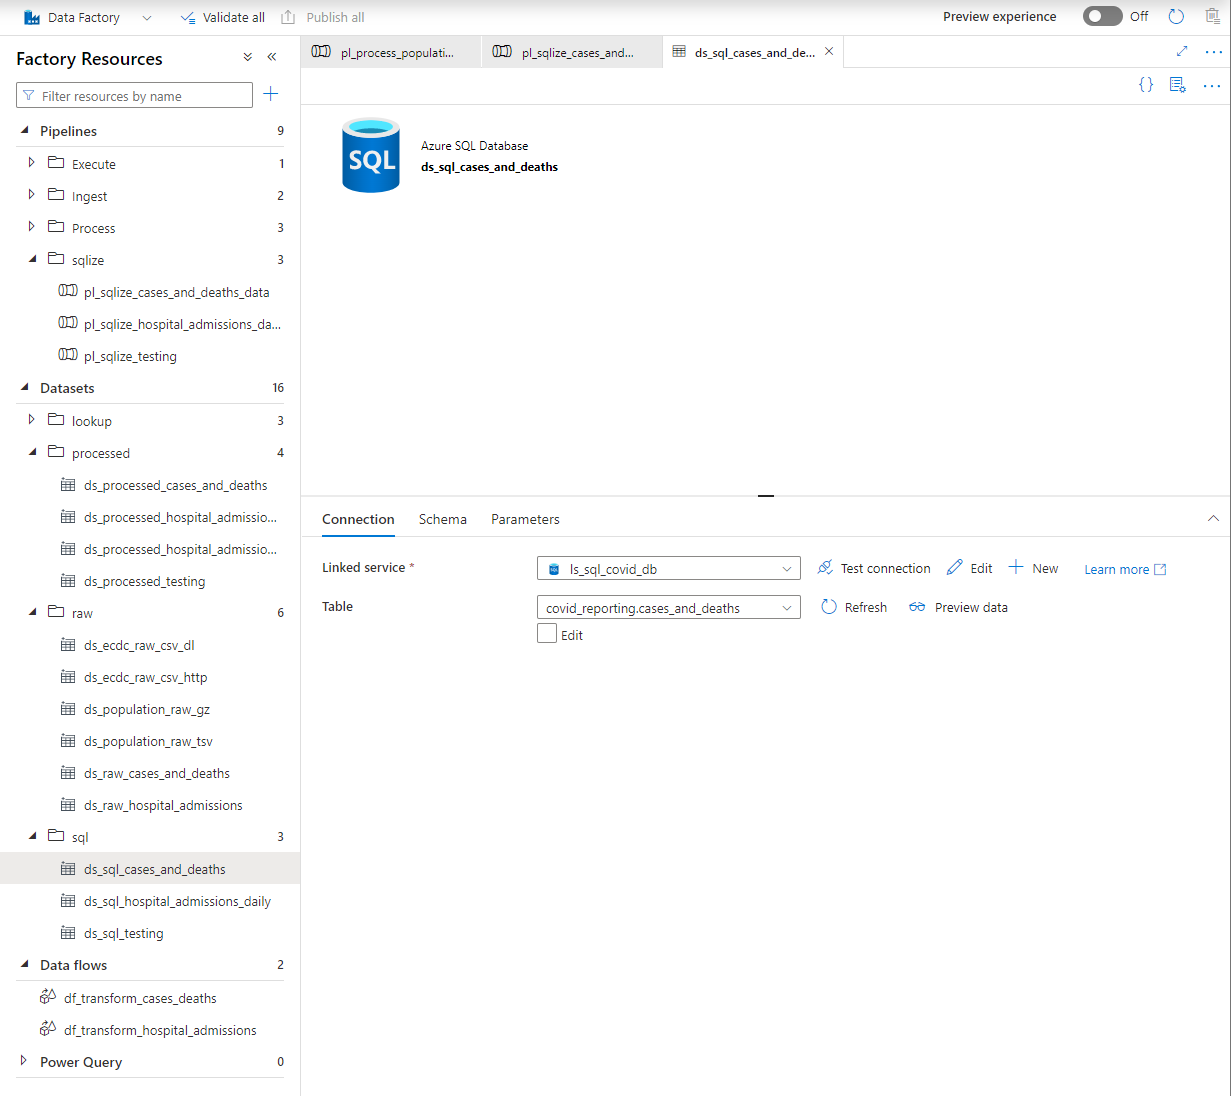 Data Factory
Validate all
Publish all
Preview experience
Off
Factory Resources
Filter resources by name
Pipelines 9
Execute 1
Ingest 2
Process 3
sqlize 3
pl_sqlize_cases_and_deaths_data
pl_sqlize_hospital_admissions_da...
pl_sqlize_testing
Datasets 16
lookup 3
processed 4
ds_processed_cases_and_deaths
ds_processed_hospital_admissio...
ds_processed_hospital_admissio...
ds_processed_testing
raw 6
ds_ecdc_raw_csv_dl
ds_ecdc_raw_csv_http
ds_population_raw_gz
ds_population_raw_tsv
ds_raw_cases_and_deaths
ds_raw_hospital_admissions
sql 3
ds_sql_cases_and_deaths
ds_sql_hospital_admissions_daily
ds_sql_testing
Data flows 2
df_transform_cases_deaths
df_transform_hospital_admissions
Power Query 0
pl_process_populati...
pl_sqlize_cases_and...
ds_sql_cases_and_de...
SQL
Azure SQL Database
ds_sql_cases_and_deaths
Connection
Schema
Parameters
Linked service *
ls_sql_covid_db
Test connection
Edit
New
Learn more
Table
covid_reporting.cases_and_deaths
Refresh
Preview data
Edit